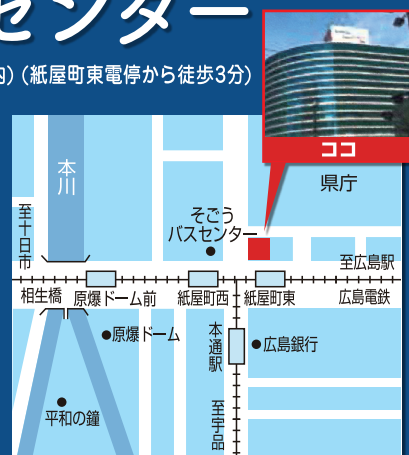 センター
内)(紙屋町東電停から徒歩3分)
ココ
県庁
本川
至十日市
そごう
バスセンター
至広島駅
相生橋
原爆ドーム前
紙屋町西
紙屋町東
広島電鉄
原爆ドーム
本通駅
広島銀行
平和の鐘
至宇品